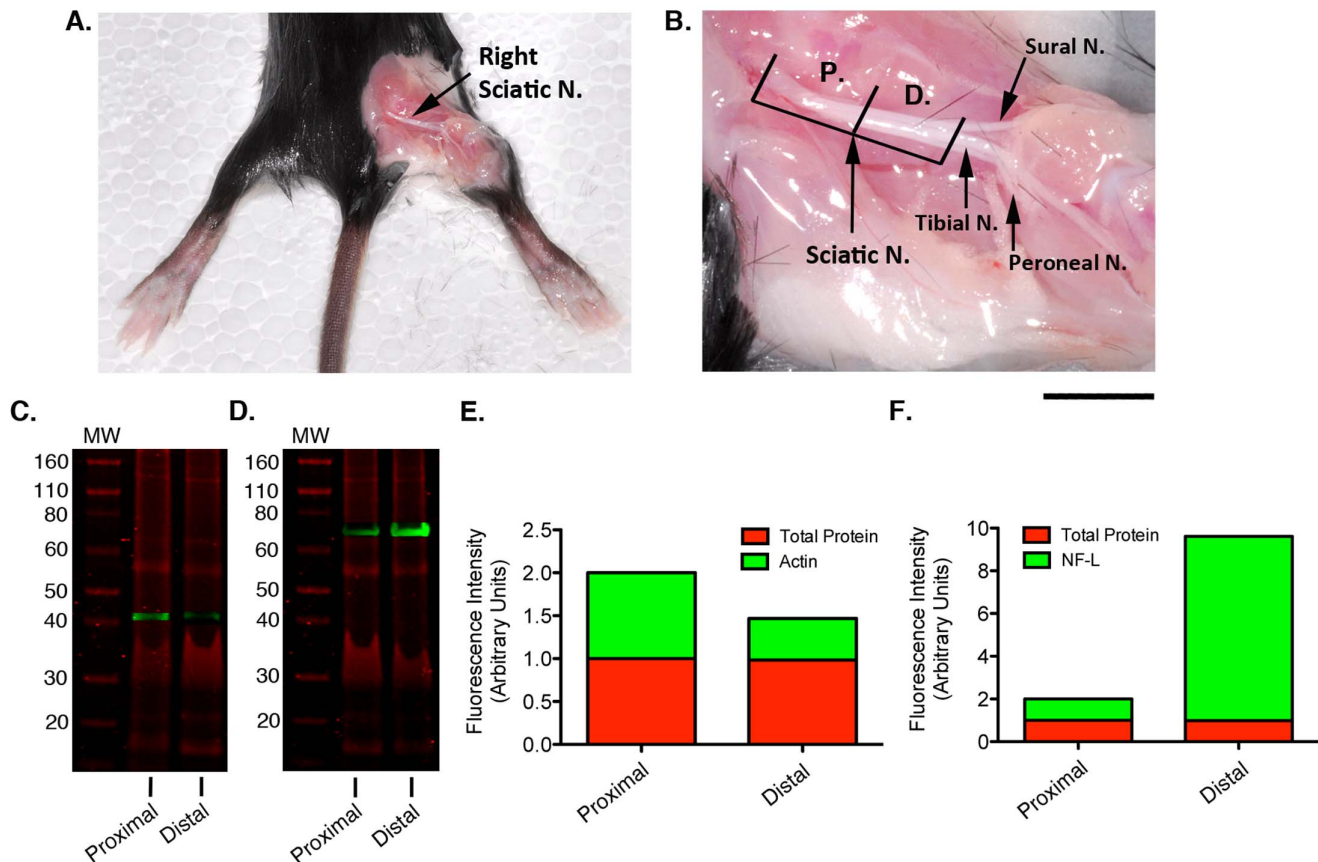 A.
Right
Sciatic N.
B.
P.
D.
Sural N.
Tibial N.
Sciatic N.
Peroneal N.
C.
MW
160
110
80
60
50
40
30
20
Proximal
Distal
D.
MW
160
110
80
60
50
40
30
20
Proximal
Distal
E.
Fluorescence Intensity
(Arbitrary Units)
2.5
2.0
1.5
1.0
0.5
0.0
Total Protein
Actin
Proximal
Distal
F.
Fluorescence Intensity
(Arbitrary Units)
10
8
6
4
2
0
Total Protein
NF-L
Proximal
Distal